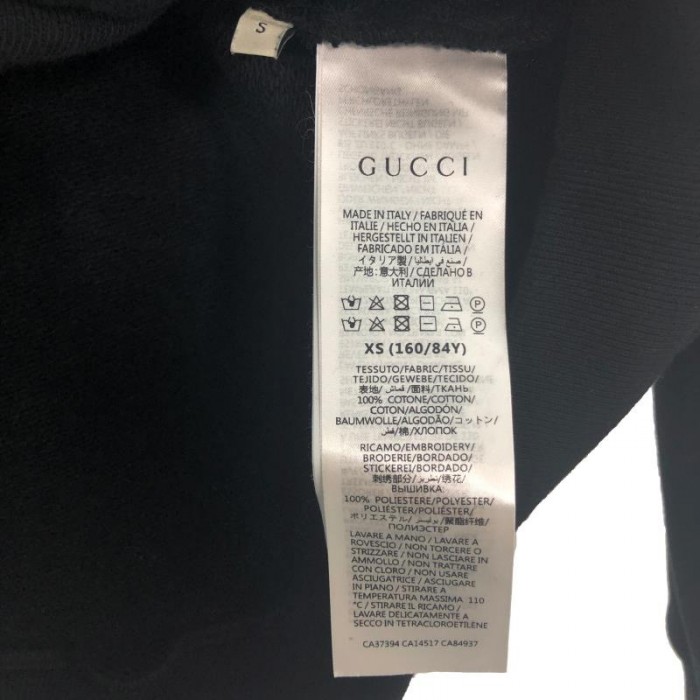 S
GUCCI
MADE IN ITALY / FABRIQUÉ EN
ITALIE / HECHO EN ITALIA /
HERGESTELLT IN ITALIEN /
FABRICADO EM ITÁLIA /
イタリア製 / صنع في ايطاليا /
产地: 意大利 / СДЕЛАНО В
ИТАЛИИ
P
P
XS (160/84Y)
TESSUTO/FABRIC/TISSU/
TEJIDO/GEWEBE/TECIDO/
表地/ قماش /面料/ТКАНЬ
100% COTONE/COTTON/
COTON/ALGODÓN/
BAUMWOLLE/ALGODÃO/コットン/
قطن/棉/ХЛОПОК
RICAMO/EMBROIDERY/
BRODERIE/BORDADO/
STICKEREI/BORDADO/
刺繍部分/ تطريز/绣花/
ВЫШИВКА:
100% POLIESTERE/POLYESTER/
POLIÉSTER/POLIÉSTER/
ポリエステル/ بوليستر/聚酯纤维/
ПОЛИЭСТЕР
LAVARE A MANO / LAVARE A
ROVESCIO / NON TORCERE O
STRIZZARE / NON LASCIARE IN
AMMOLLO / NON TRATTARE
CON CLORO / NON USARE
ASCIUGATRICE / ASCIUGARE
IN PIANO / STIRARE A
TEMPERATURA MASSIMA 110
°C / STIRARE IL RICAMO /
LAVARE DELICATAMENTE A
SECCO IN TETRACLOROETILENE
CA37394 CA14517 CA84937